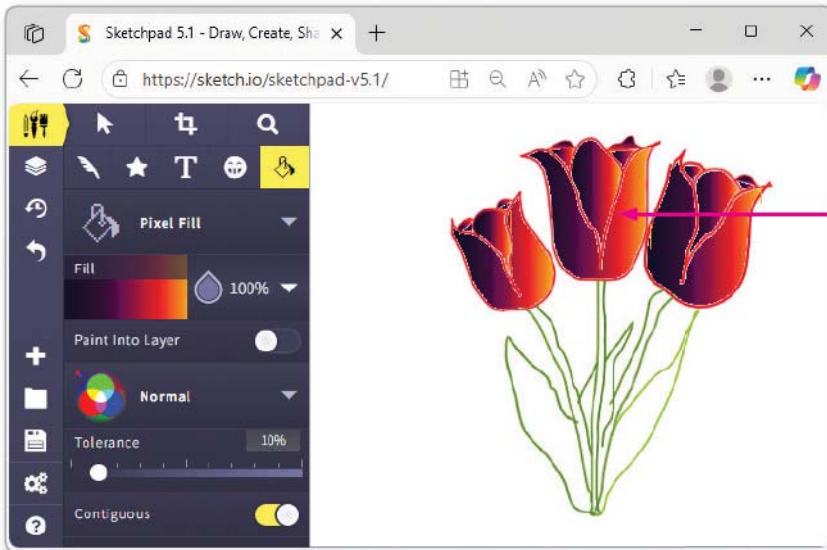 Sketchpad 5.1 - Draw, Create, Sha
https://sketch.io/sketchpad-v5.1/
T
Pixel Fill
Fill
100%
Paint Into Layer
Normal
Tolerance
10%
Contiguous
?